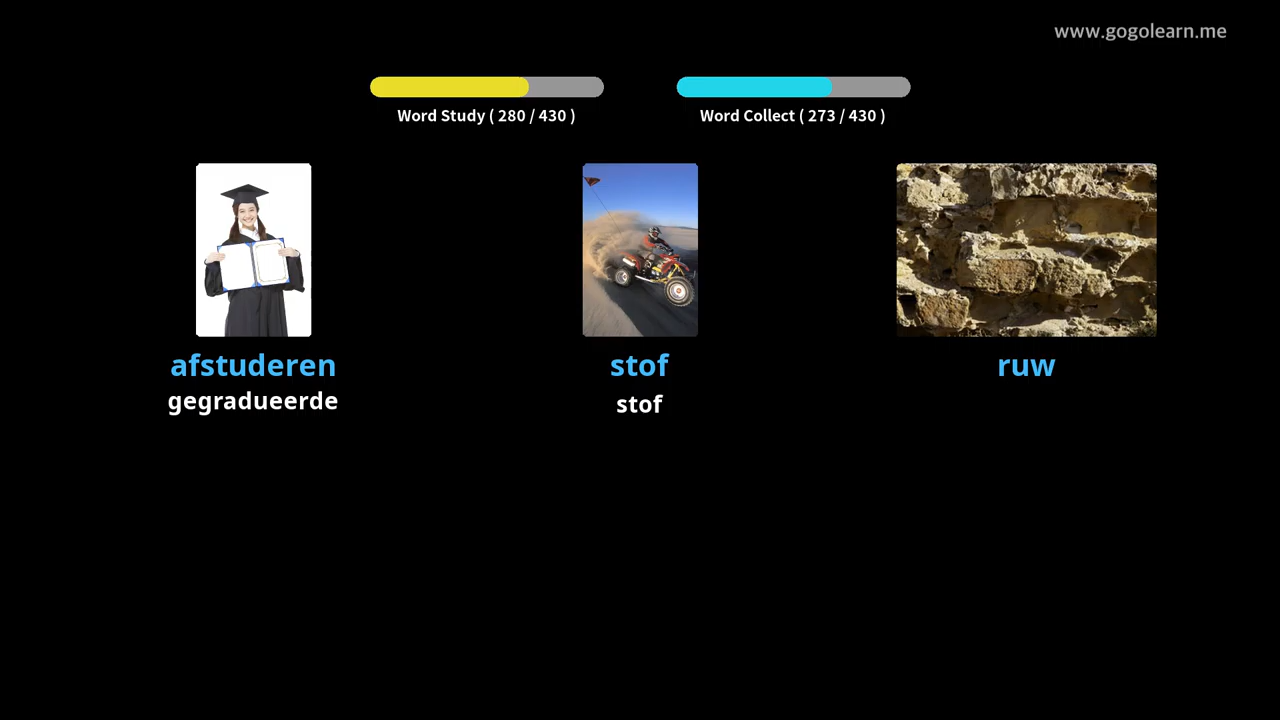 www.gogolearn.me
Word Study ( 280 / 430 )
Word Collect ( 273 / 430 )
afstuderen
gegradueerde
stof
stof
ruw